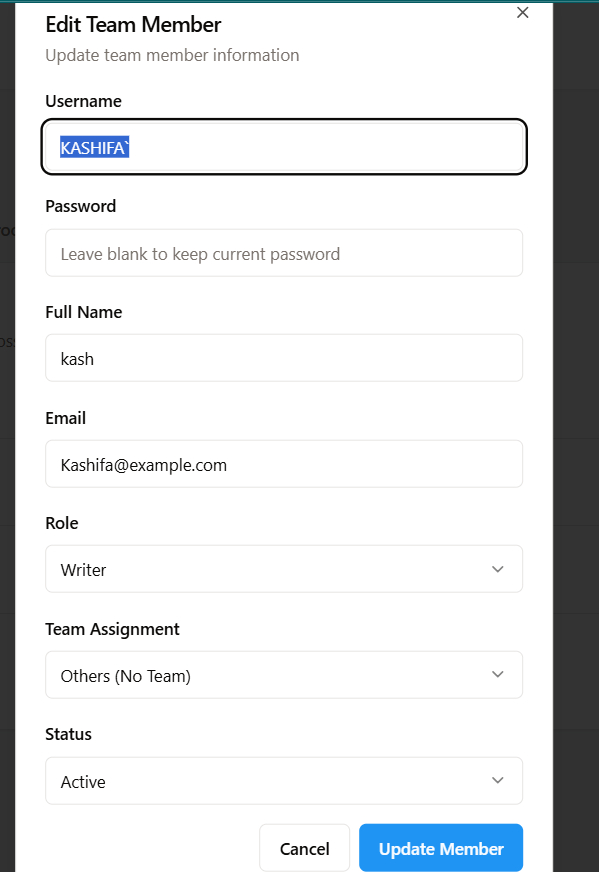 Edit Team Member
Update team member information
Username
KASHIFA`
Password
Leave blank to keep current password
Full Name
kash
Email
Kashifa@example.com
Role
Writer
Team Assignment
Others (No Team)
Status
Active
Cancel
Update Member